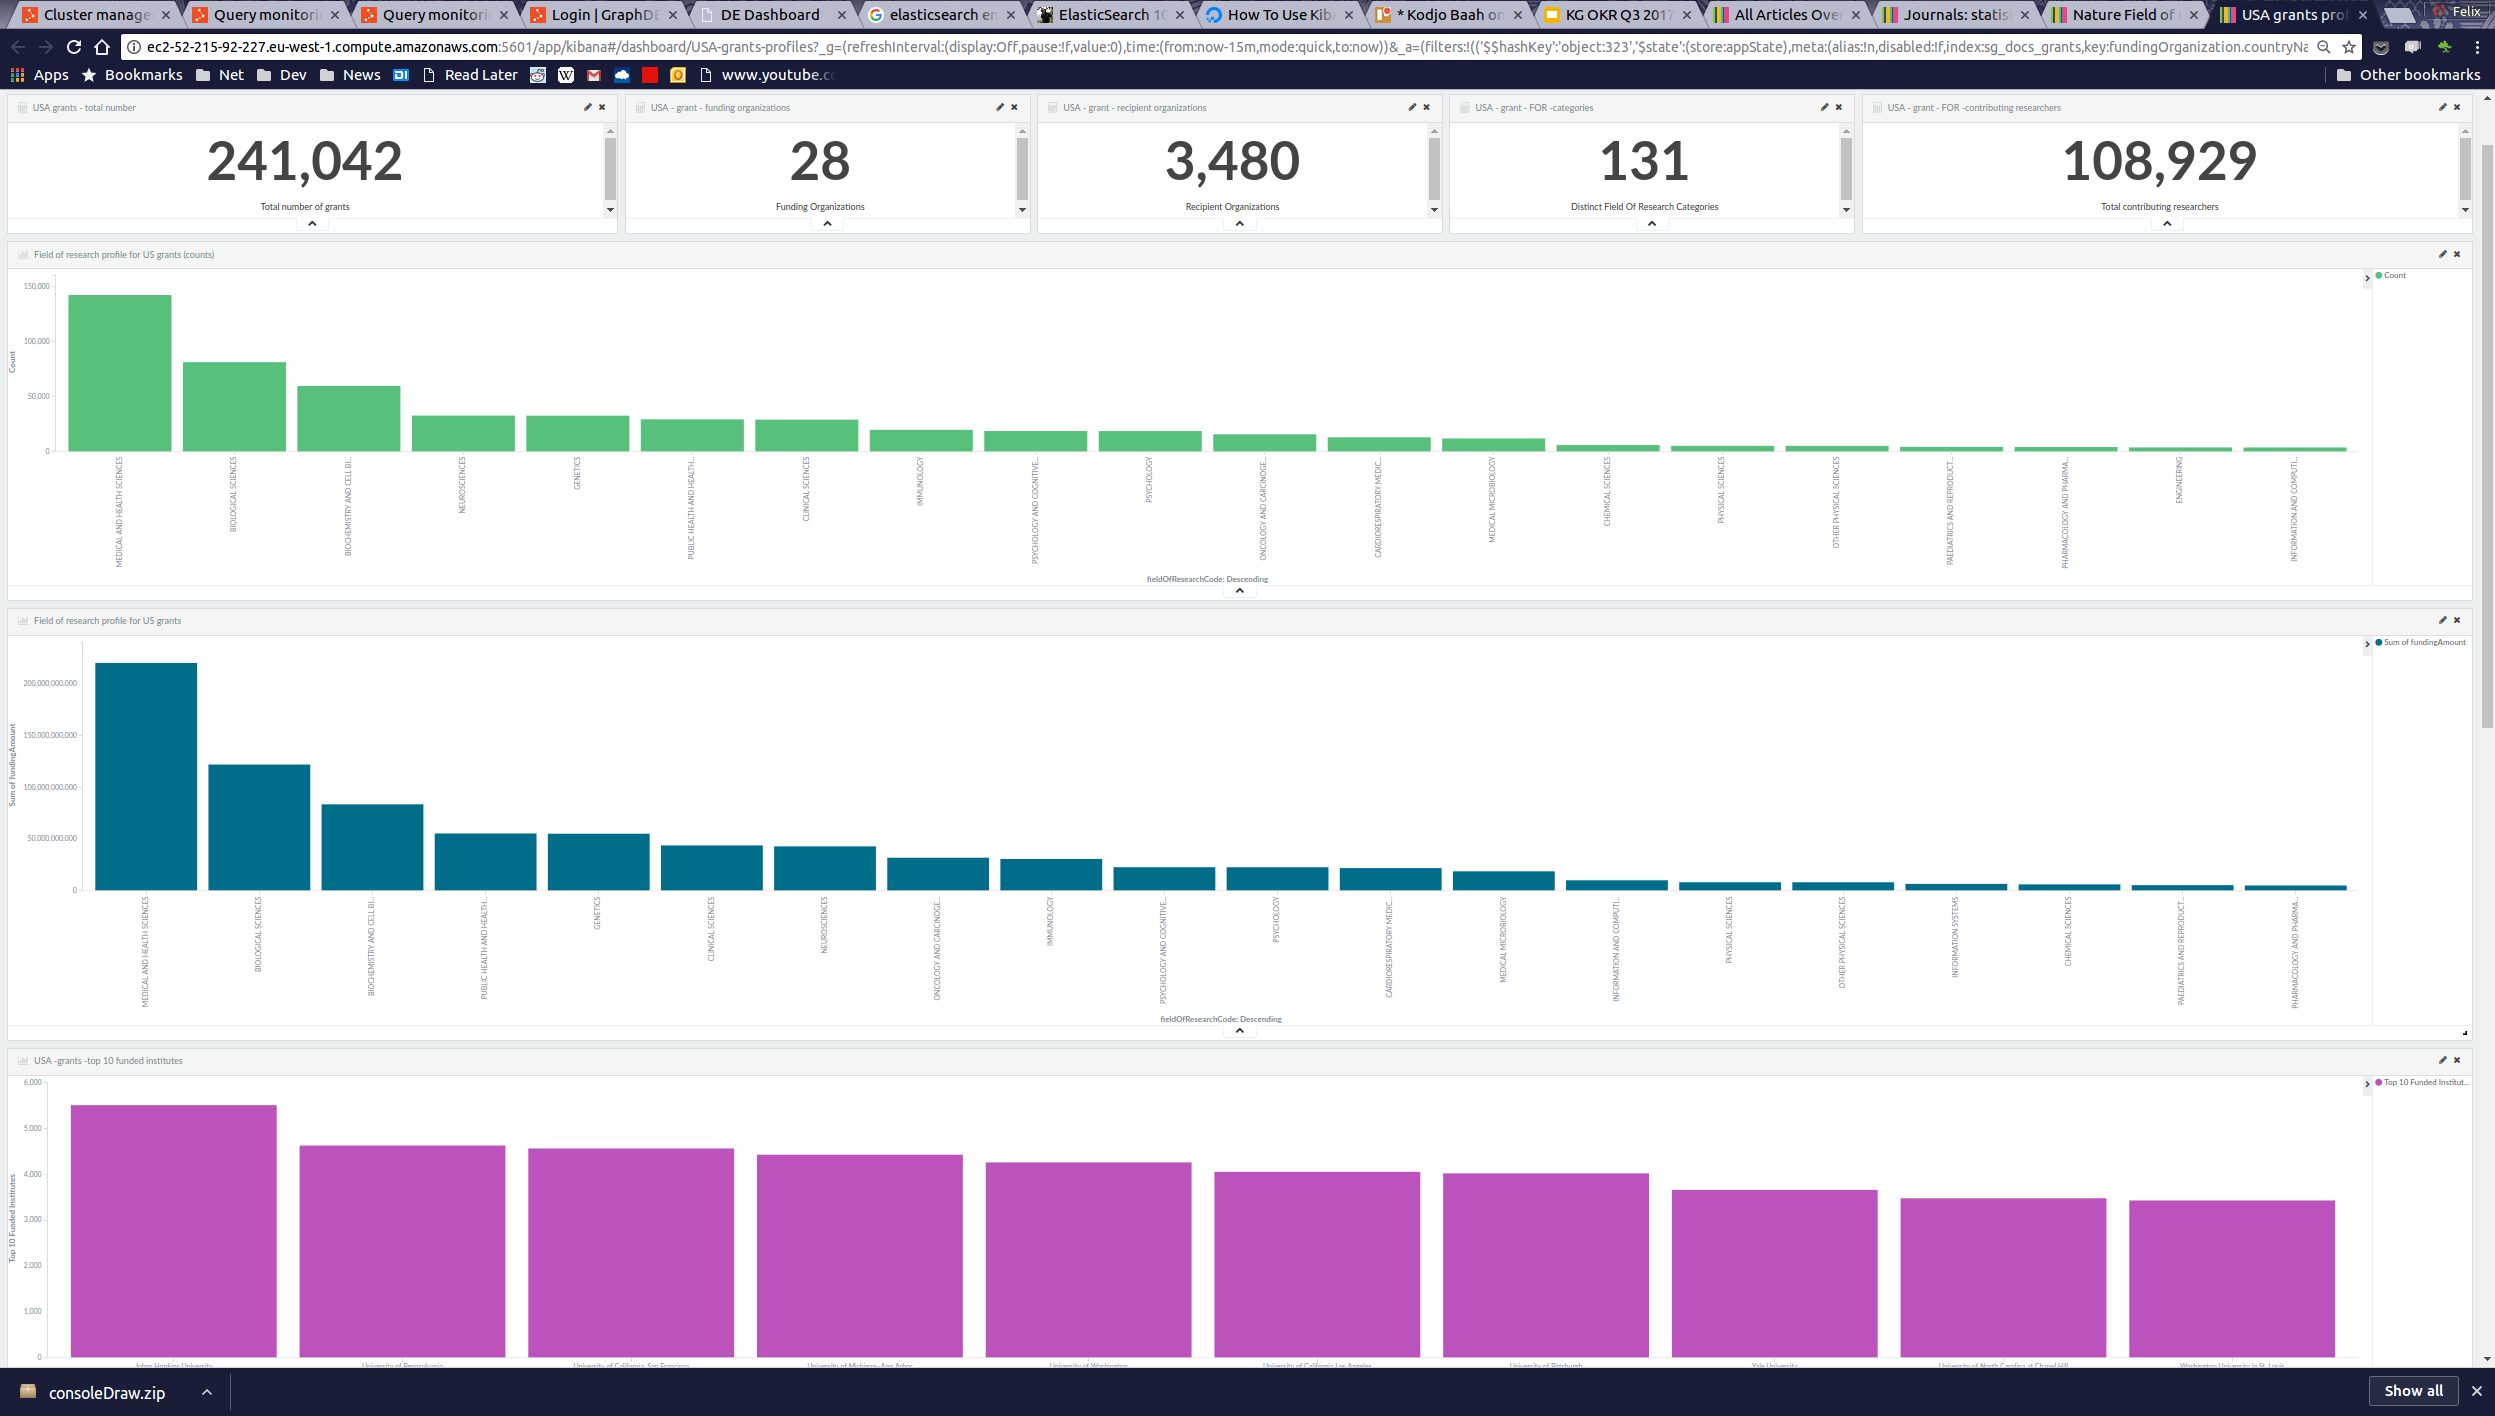 Cluster manage
Query monitori
Query monitori
Login | GraphDB
DE Dashboard
elasticsearch en
ElasticSearch 10
How To Use Kiba
* Kodjo Baah on
KG OKR Q3 2017
All Articles Over
Journals: statist
Nature Field of
USA grants prof
Felix
ec2-52-215-92-227.eu-west-1.compute.amazonaws.com:5601/app/kibana#/dashboard/USA-grants-profiles?_g=(refreshInterval:(display:Off,pause:!f,value:0),time:(from:now-15m,mode:quick,to:now))&_a=(filters:!(('$$hashKey':'object:323','$state':(store:appState),meta:(alias:!n,disabled:!f,index:sg_docs_grants,key:fundingOrganization.countryNa
Apps
Bookmarks
Net
Dev
News
Read Later
www.youtube.c
Other bookmarks
USA grants - total number
USA - grant - funding organizations
USA - grant - recipient organizations
USA - grant - FOR -categories
USA - grant - FOR -contributing researchers
241,042
28
3,480
131
108,929
Total number of grants
Funding Organizations
Recipient Organizations
Distinct Field Of Research Categories
Total contributing researchers
Field of research profile for US grants (counts)
Count
150,000
100,000
50,000
0
Count
MEDICAL AND HEALTH SCIENCES
BIOLOGICAL SCIENCES
BIOCHEMISTRY AND CELL BI...
NEUROSCIENCES
GENETICS
PUBLIC HEALTH AND HEALTH...
CLINICAL SCIENCES
IMMUNOLOGY
PSYCHOLOGY AND COGNITIVE...
PSYCHOLOGY
ONCOLOGY AND CARCINOGE...
CARDIORESPIRATORY MEDIC...
MEDICAL MICROBIOLOGY
CHEMICAL SCIENCES
PHYSICAL SCIENCES
OTHER PHYSICAL SCIENCES
PAEDIATRICS AND REPRODUCT...
PHARMACOLOGY AND PHARMA...
ENGINEERING
INFORMATION AND COMPUTI...
fieldOfResearchCode: Descending
Field of research profile for US grants
Sum of fundingAmount
200,000,000,000
150,000,000,000
100,000,000,000
50,000,000,000
0
Sum of fundingAmount
MEDICAL AND HEALTH SCIENCES
BIOLOGICAL SCIENCES
BIOCHEMISTRY AND CELL BI...
PUBLIC HEALTH AND HEALTH...
GENETICS
CLINICAL SCIENCES
NEUROSCIENCES
ONCOLOGY AND CARCINOGE...
IMMUNOLOGY
PSYCHOLOGY AND COGNITIVE...
PSYCHOLOGY
CARDIORESPIRATORY MEDIC...
MEDICAL MICROBIOLOGY
INFORMATION AND COMPUTI...
PHYSICAL SCIENCES
OTHER PHYSICAL SCIENCES
INFORMATION SYSTEMS
CHEMICAL SCIENCES
PAEDIATRICS AND REPRODUCT...
PHARMACOLOGY AND PHARMA...
fieldOfResearchCode: Descending
USA -grants -top 10 funded institutes
Top 10 Funded Institut...
6,000
5,000
4,000
3,000
2,000
1,000
0
Top 10 Funded Institutes
Johns Hopkins University
University of Pennsylvania
University of California, San Francisco
University of Michigan-Ann Arbor
University of Washington
University of California Los Angeles
University of Pittsburgh
Yale University
University of North Carolina at Chapel Hill
Washington University in St. Louis
consoleDraw.zip
Show all